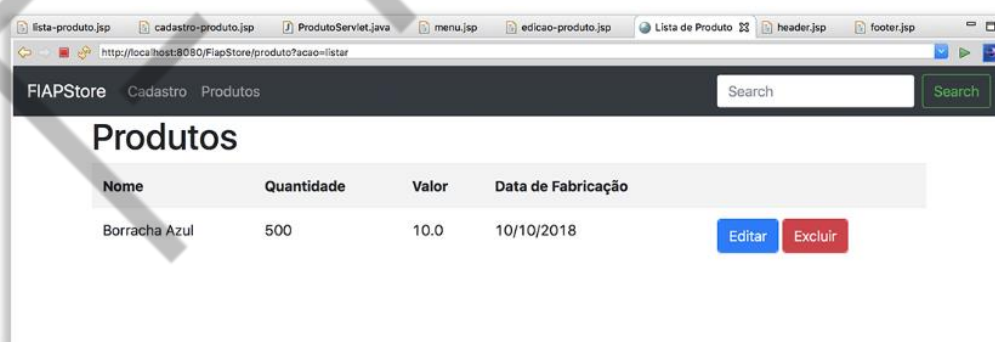 lista-produto.jsp cadastro-produto.jsp ProdutoServlet.java menu.jsp edicao-produto.jsp Lista de Produto header.jsp footer.jsp
http://localhost:8080/FiapStore/produto?acao=listar
FIAPStore Cadastro Produtos Search Search
Produtos
Nome Quantidade Valor Data de Fabricação
Borracha Azul 500 10.0 10/10/2018 Editar Excluir